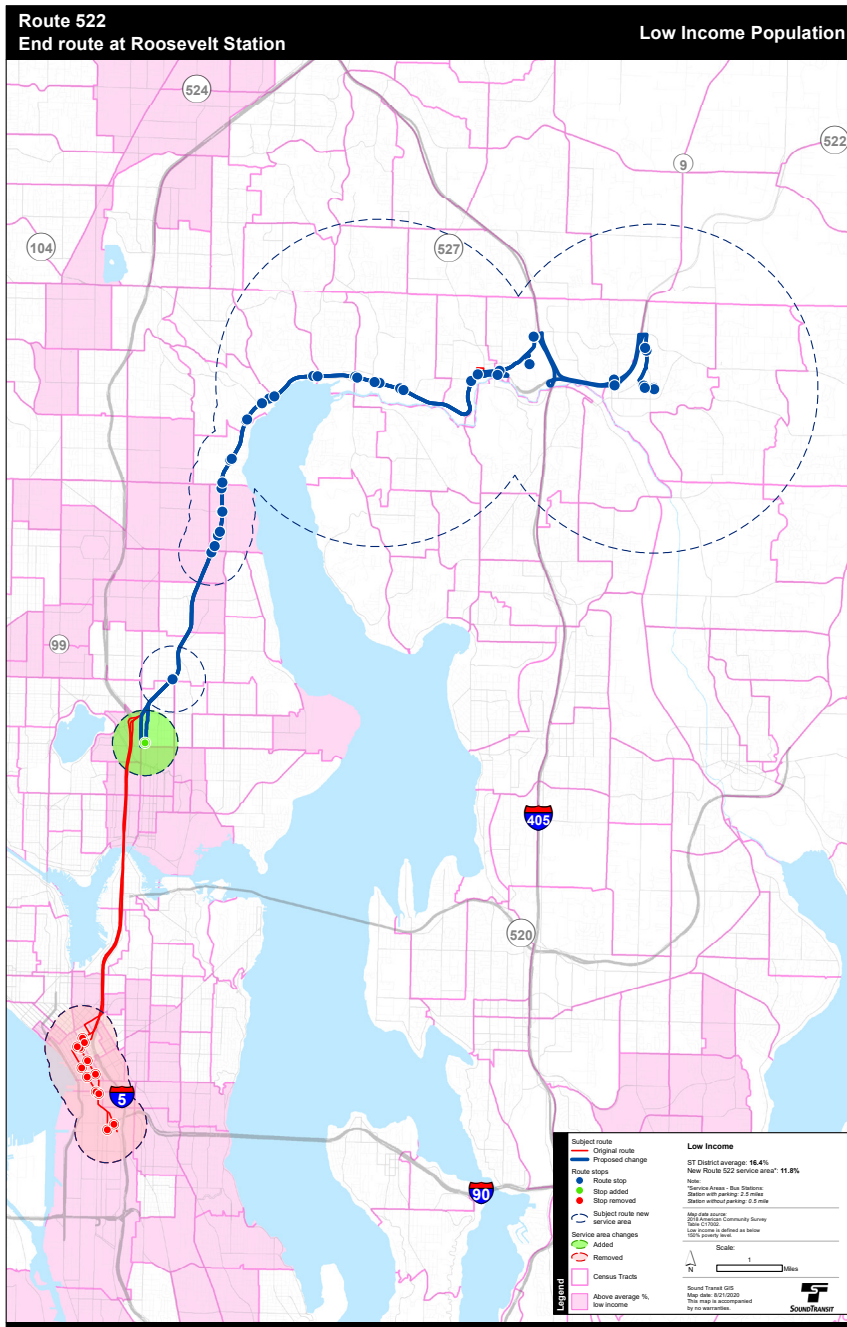 Route 522
End route at Roosevelt Station
Low Income Population
524
522
9
104
527
99
405
520
5
90
Legend
Subject route
Original route
Proposed change
Route stops
Route stop
Stop added
Stop removed
Subject route new
service area
Service area changes
Added
Removed
Census Tracts
Above average %,
low income
Low Income
ST District average: 16.4%
New Route 522 service area*: 11.8%
Note:
*Service Areas - Bus Stations:
Station with parking: 2.5 miles
Station without parking: 0.5 mile
Map data source:
2018 American Community Survey
Table C17002.
Low income is defined as below
150% poverty level.
Scale:
1
N
Miles
Sound Transit GIS
Map date: 8/21/2020
This map is accompanied
by no warranties.
SOUNDTRANSIT